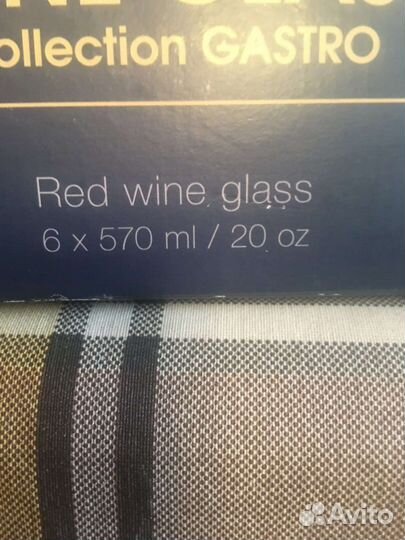 ollection GASTRO
Red wine glass
6 x 570 ml / 20 oz
Avito